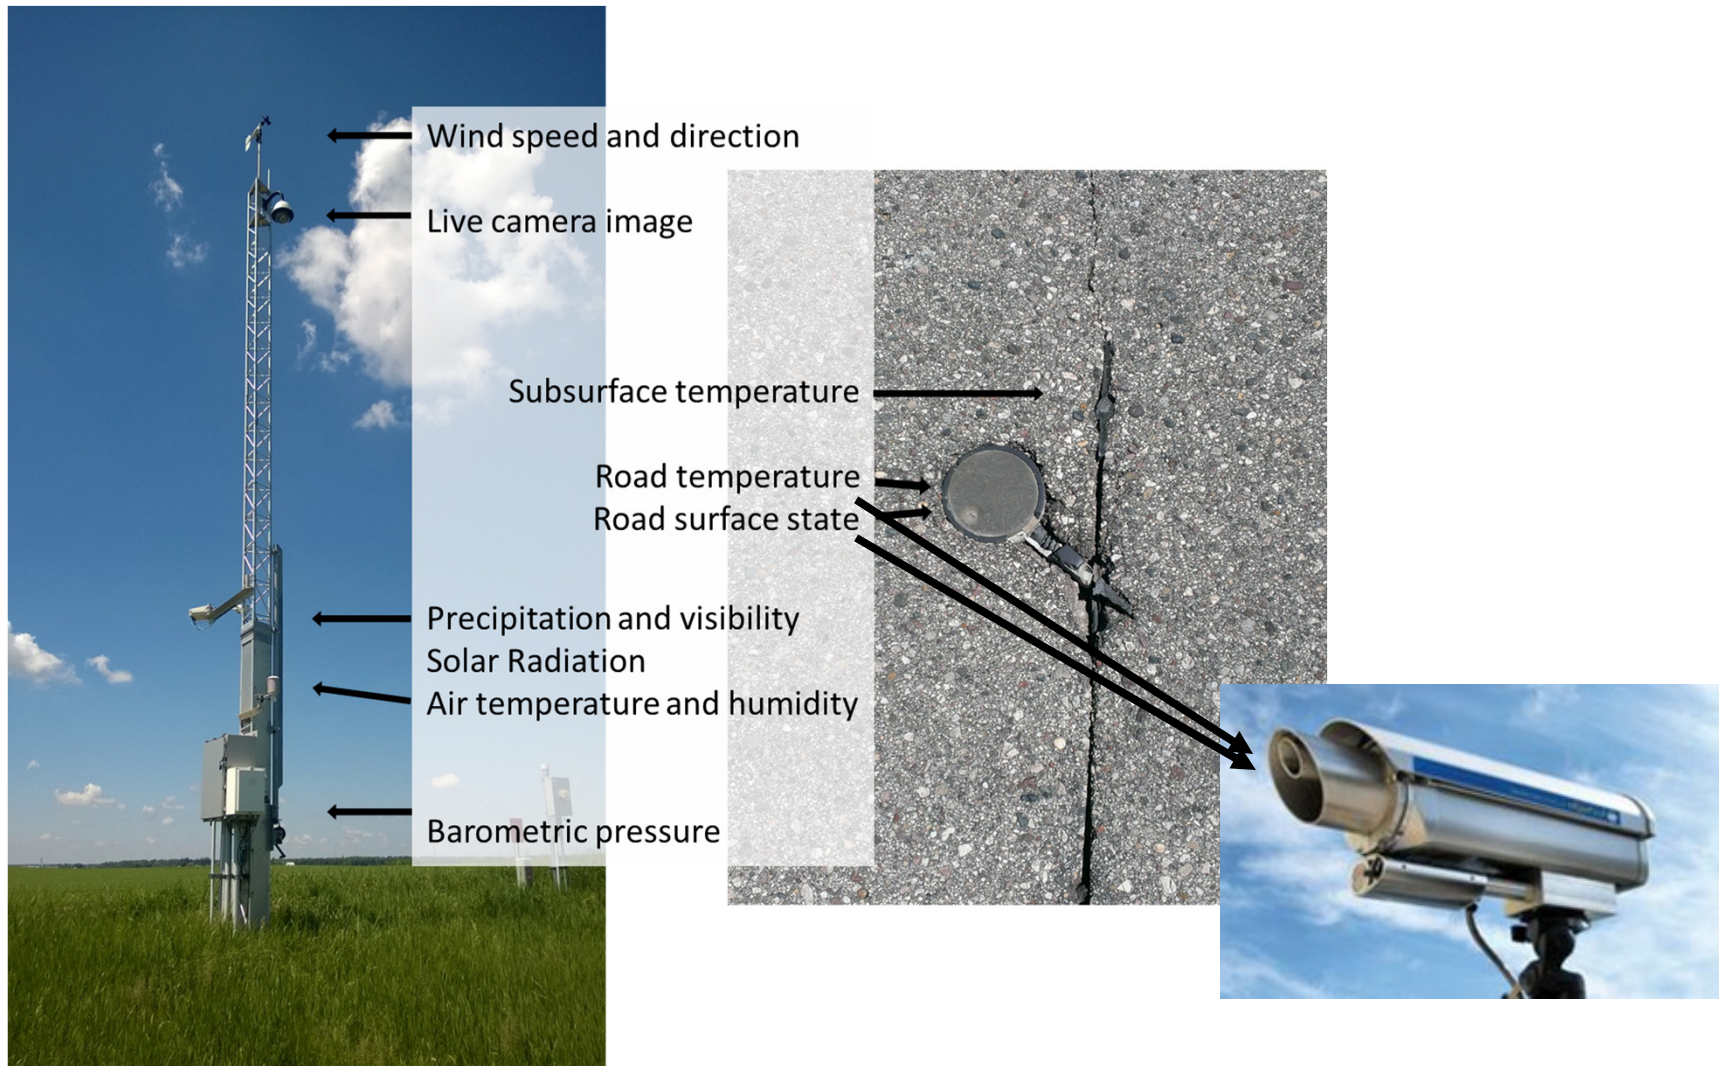 Wind speed and direction
Live camera image
Subsurface temperature
Road temperature
Road surface state
Precipitation and visibility
Solar Radiation
Air temperature and humidity
Barometric pressure